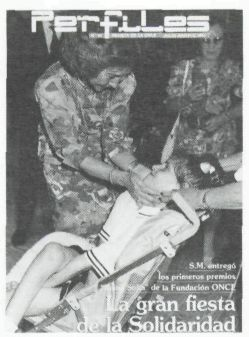 Perfiles
S.M. entregó
los primeros premios
de la Fundación ONCE
La gran fiesta
de la Solidaridad